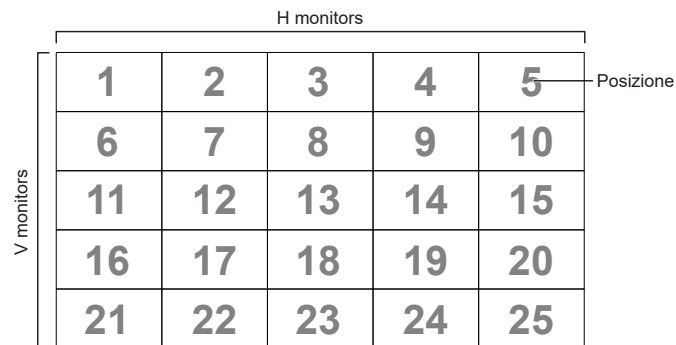 H monitors
1 2 3 4 5 Posizione
6 7 8 9 10
V monitors
11 12 13 14 15
16 17 18 19 20
21 22 23 24 25